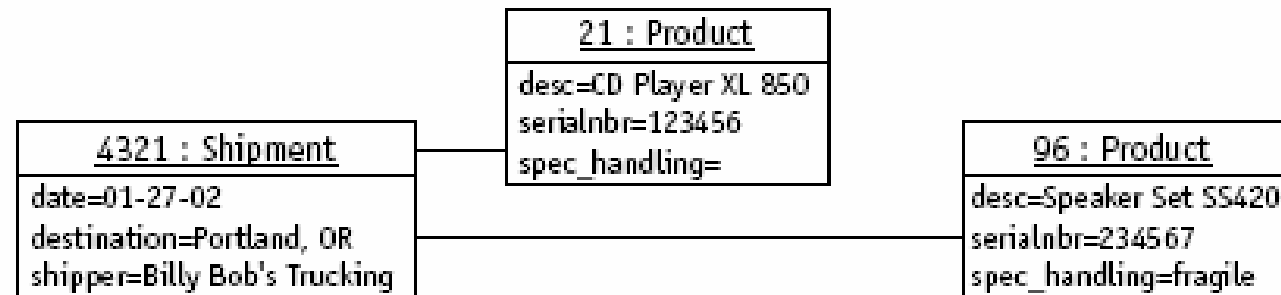 21 : Product
desc=CD Player XL 850
serialnbr=123456
spec_handling=
4321 : Shipment
date=01-27-02
destination=Portland, OR
shipper=Billy Bob's Trucking
96 : Product
desc=Speaker Set SS420
serialnbr=234567
spec_handling=fragile